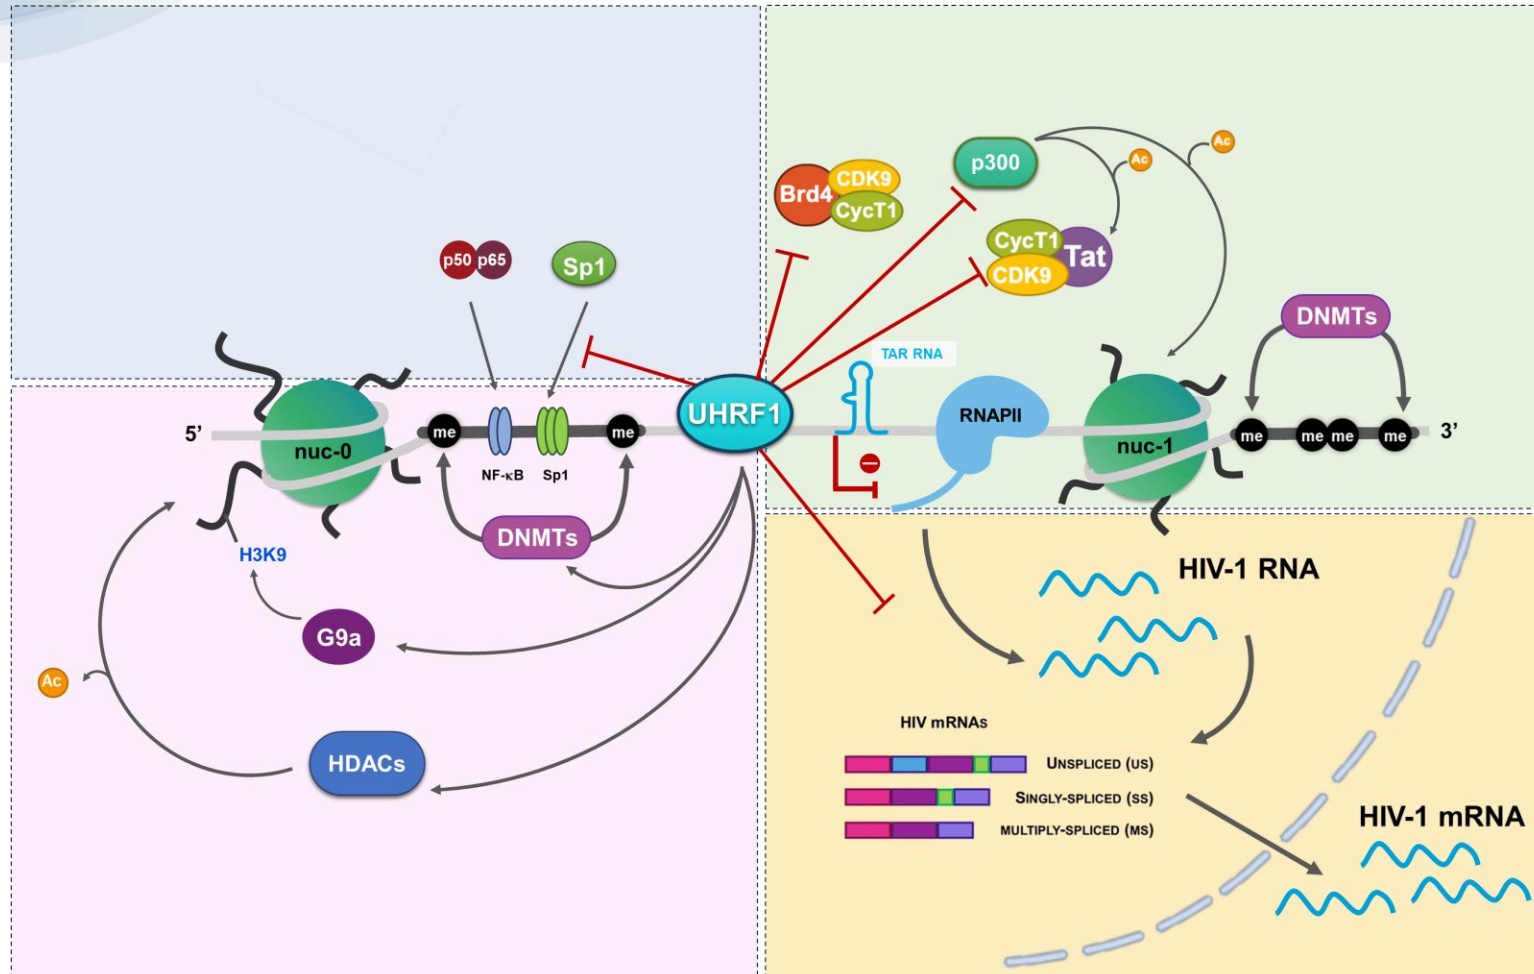 p50 p65
Sp1
Brd4
CDK9
CycT1
p300
Ac
Ac
CycT1
CDK9
Tat
DNMTs
TAR RNA
UHRF1
RNAPII
5’
nuc-0
me
me
nuc-1
me
me me
me
3’
NF-κB
Sp1
DNMTs
H3K9
G9a
Ac
HDACs
HIV-1 RNA
HIV mRNAs
UNSPLICED (US)
SINGLY-SPLICED (SS)
MULTIPLY-SPLICED (MS)
HIV-1 mRNA